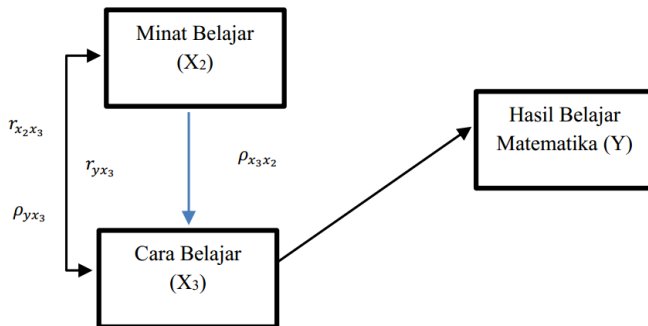 Minat Belajar
(X₂)
Hasil Belajar
Matematika (Y)
r_{x₂x₃}
r_{yx₃}
ρ_{x₃x₂}
ρ_{yx₃}
Cara Belajar
(X₃)